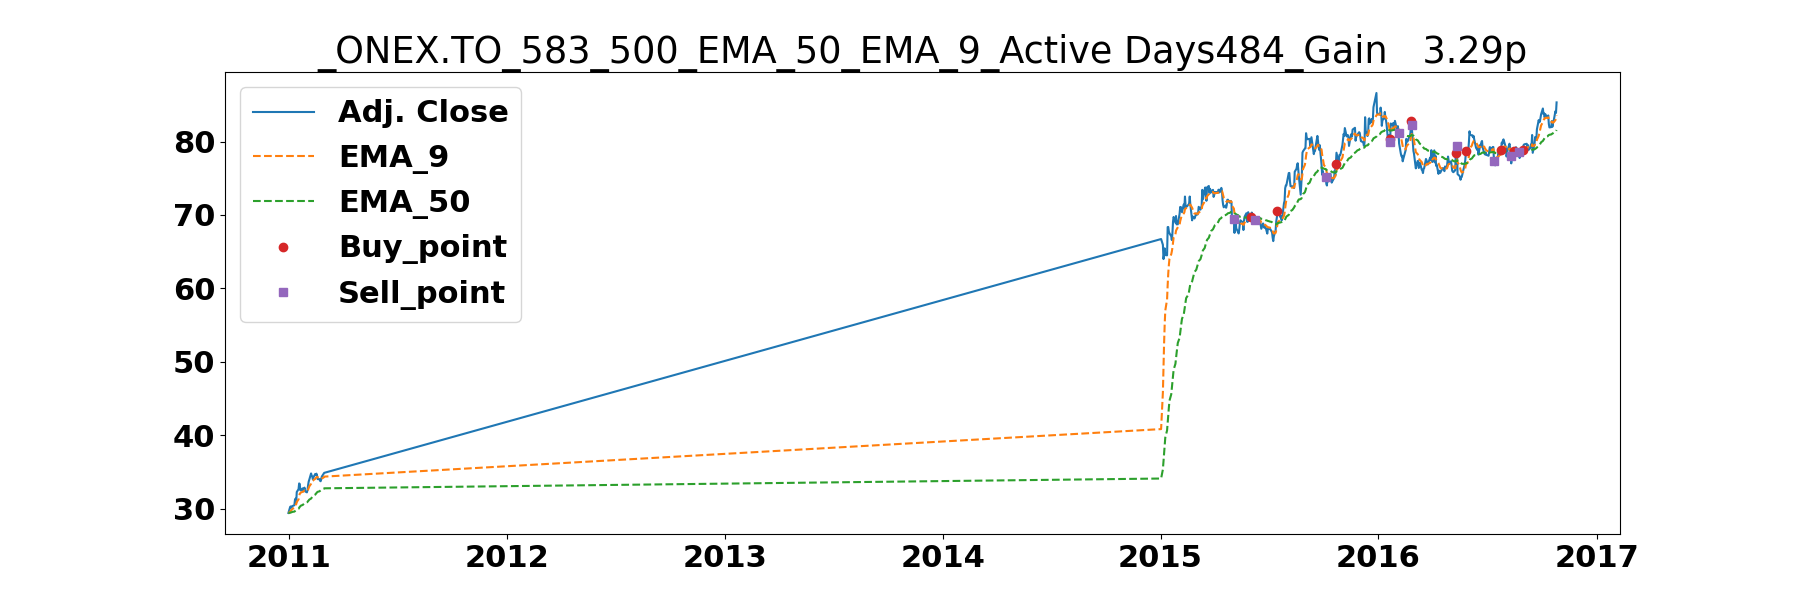 _ONEX.TO_583_500_EMA_50_EMA_9_Active Days484_Gain   3.29p
Adj. Close
EMA_9
EMA_50
Buy_point
Sell_point
80
70
60
50
40
30
2011 2012 2013 2014 2015 2016 2017